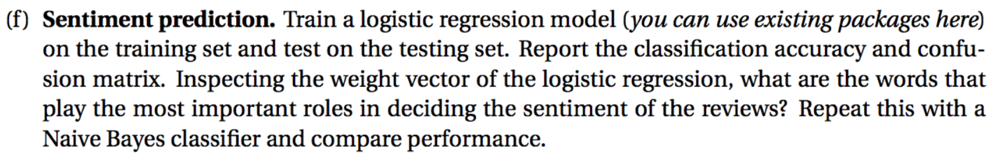 (f) Sentiment prediction. Train a logistic regression model (you can use existing packages here)
on the training set and test on the testing set. Report the classification accuracy and confu-
sion matrix. Inspecting the weight vector of the logistic regression, what are the words that
play the most important roles in deciding the sentiment of the reviews? Repeat this with a
Naive Bayes classifier and compare performance.